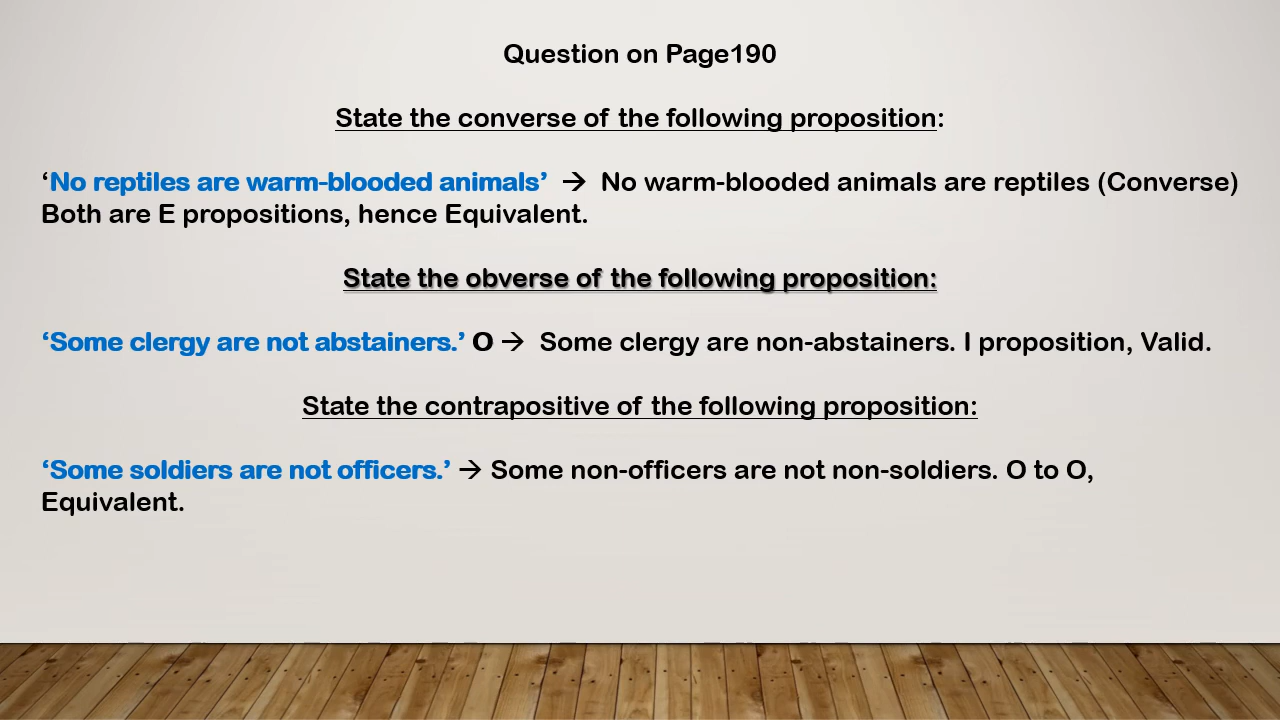 Question on Page190
State the converse of the following proposition:
‘No reptiles are warm-blooded animals’ → No warm-blooded animals are reptiles (Converse)
Both are E propositions, hence Equivalent.
State the obverse of the following proposition:
‘Some clergy are not abstainers.’ O → Some clergy are non-abstainers. I proposition, Valid.
State the contrapositive of the following proposition:
‘Some soldiers are not officers.’ → Some non-officers are not non-soldiers. O to O,
Equivalent.